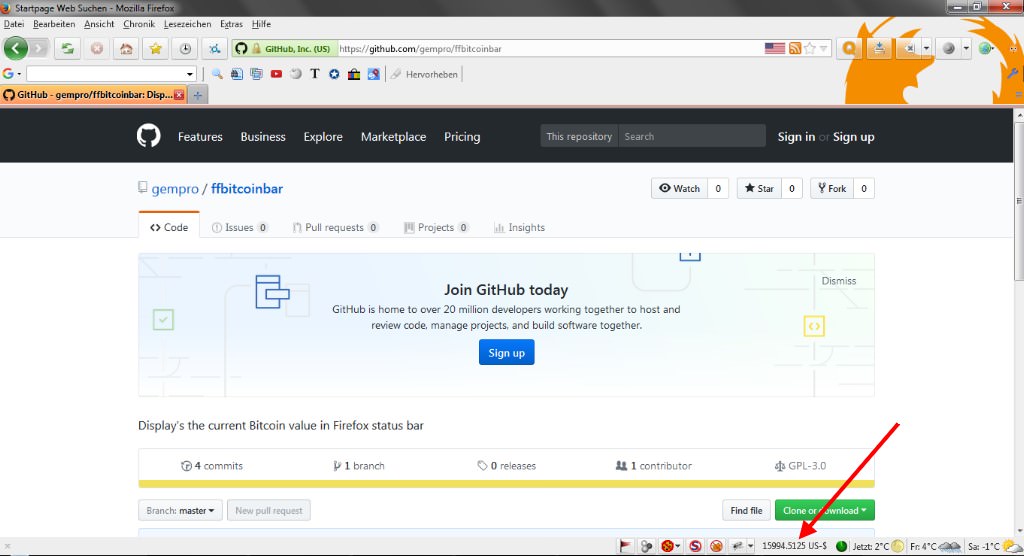 Startpage Web Suchen - Mozilla Firefox
Datei Bearbeiten Ansicht Chronik Lesezeichen Extras Hilfe
GitHub, Inc. (US) https://github.com/gempro/ffbitcoinbar
Hervorheben
GitHub - gempro/ffbitcoinbar: Disp...
Features Business Explore Marketplace Pricing This repository Search Sign in or Sign up
gempro / ffbitcoinbar Watch 0 Star 0 Fork 0
Code Issues 0 Pull requests 0 Projects 0 Insights
Dismiss
Join GitHub today
GitHub is home to over 20 million developers working together to host and
review code, manage projects, and build software together.
Sign up
Display's the current Bitcoin value in Firefox status bar
4 commits 1 branch 0 releases 1 contributor GPL-3.0
Branch: master New pull request Find file Clone or download
15994.5125 US-$ Jetzt: 2°C Fr: 4°C Sa: -1°C